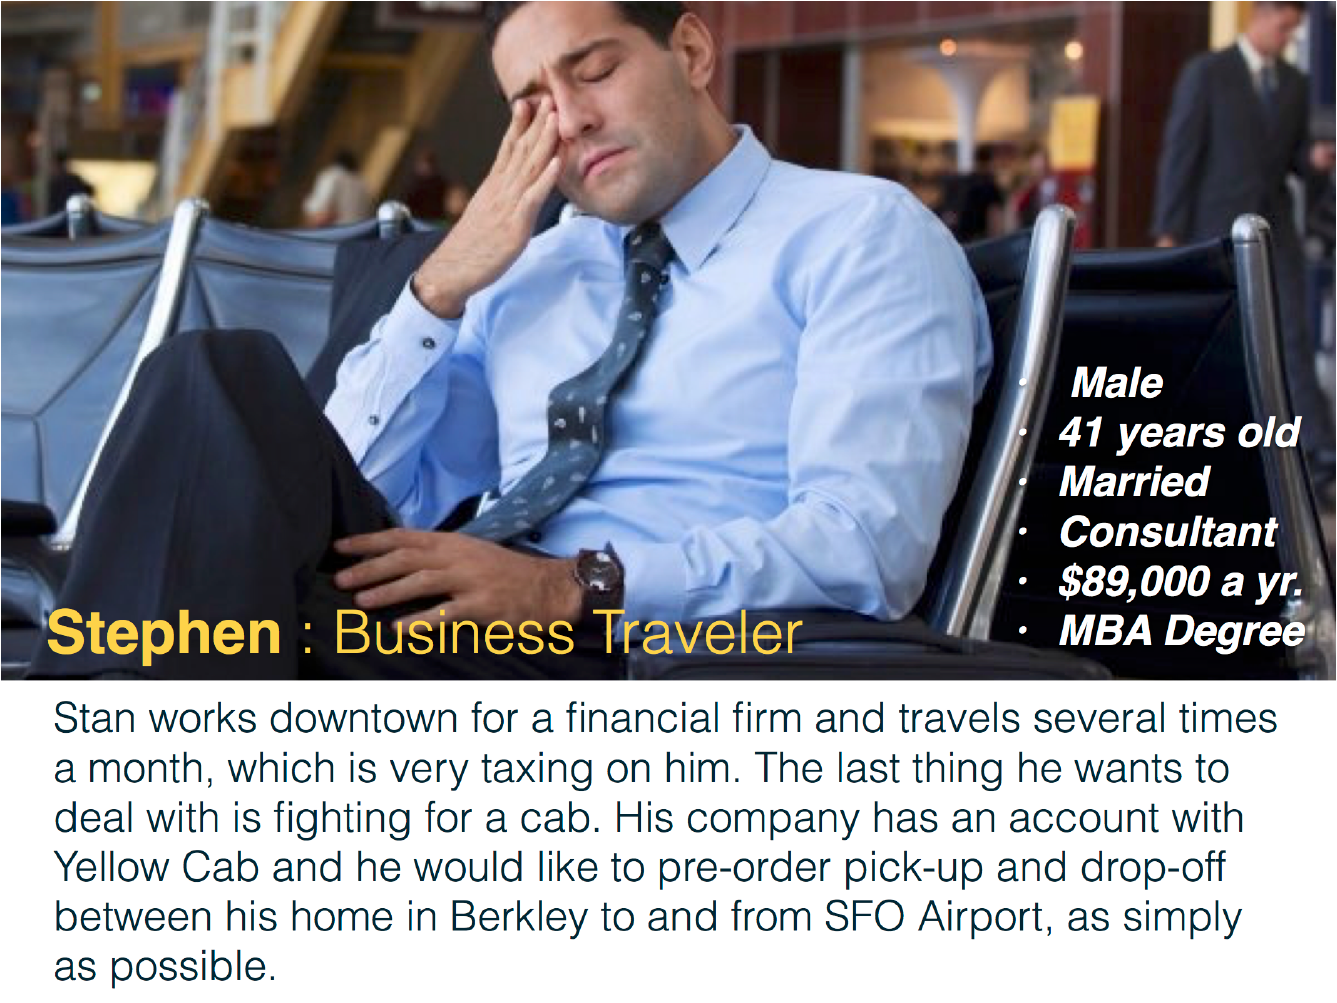 • Male
• 41 years old
• Married
• Consultant
• $89,000 a yr.
• MBA Degree
Stephen : Business Traveler
Stan works downtown for a financial firm and travels several times
a month, which is very taxing on him. The last thing he wants to
deal with is fighting for a cab. His company has an account with
Yellow Cab and he would like to pre-order pick-up and drop-off
between his home in Berkley to and from SFO Airport, as simply
as possible.